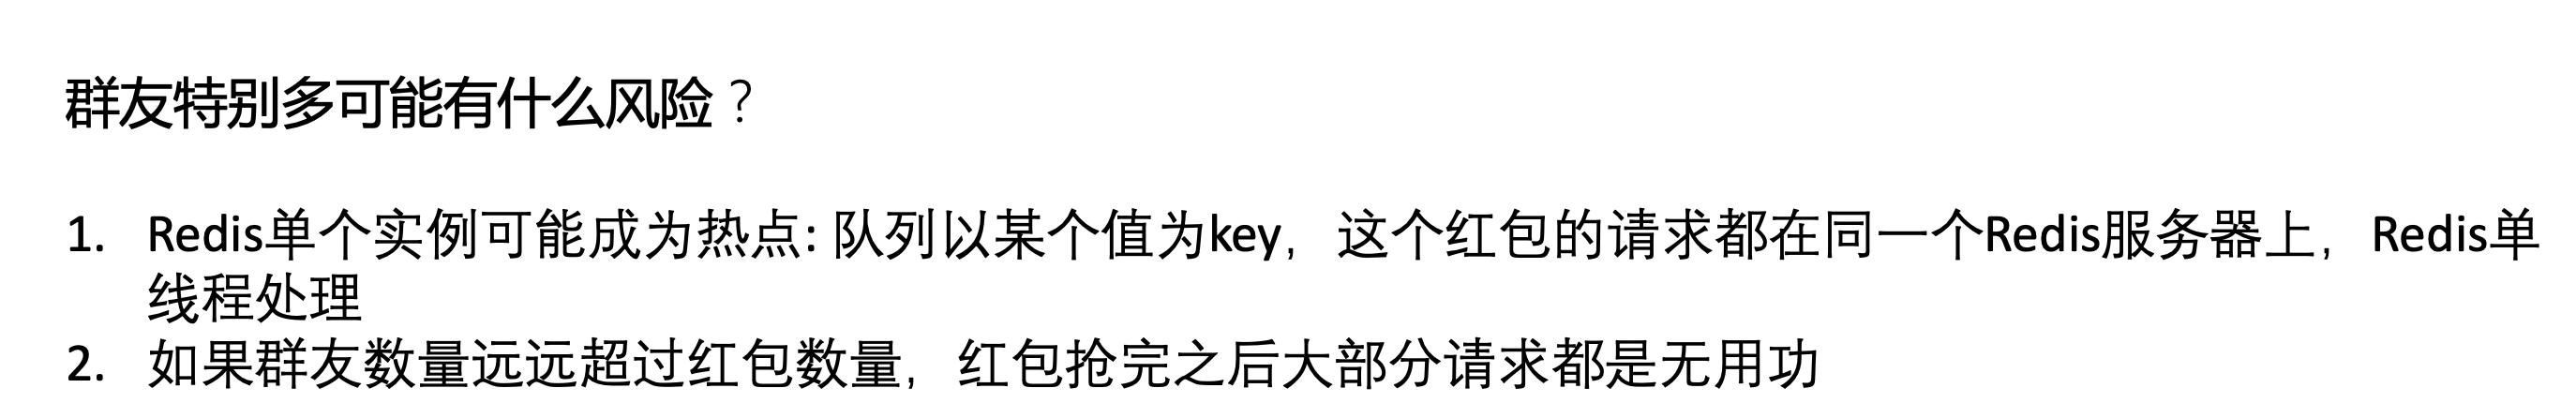 群友特别多可能有什么风险？
1. Redis单个实例可能成为热点: 队列以某个值为key，这个红包的请求都在同一个Redis服务器上，Redis单
线程处理
2. 如果群友数量远远超过红包数量，红包抢完之后大部分请求都是无用功